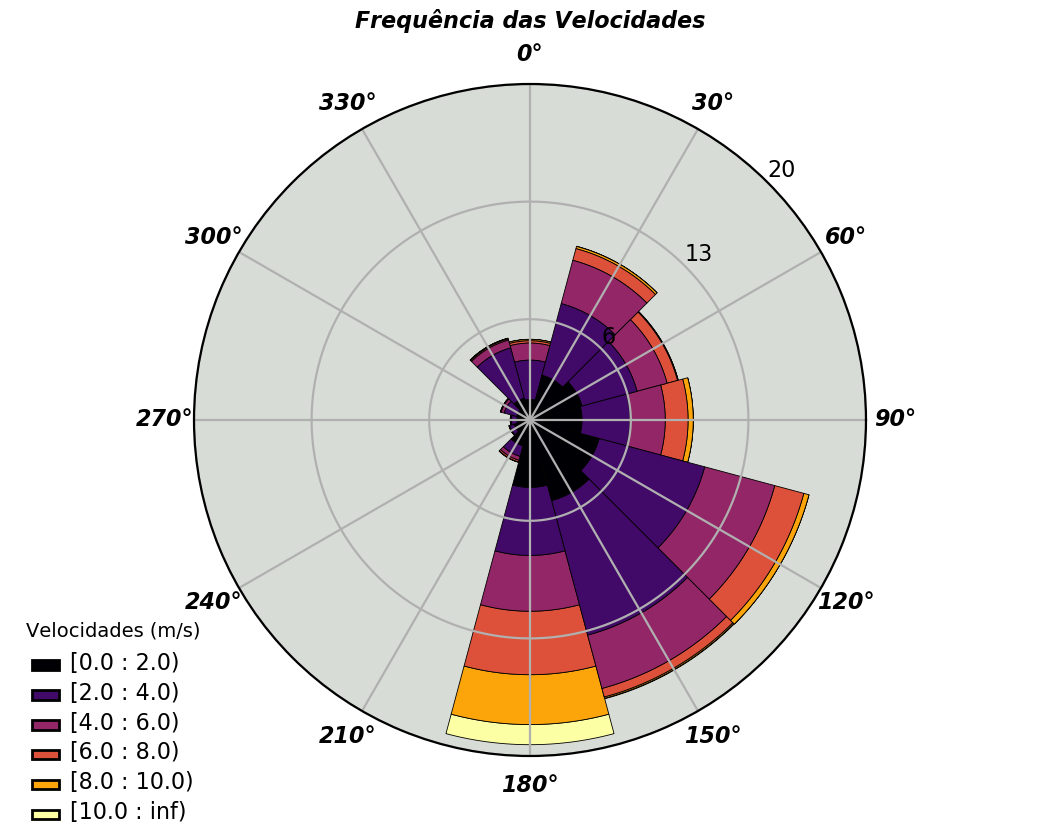 Frequência das Velocidades
0°
330°
30°
20
300°
60°
13
6
270°
90°
240°
120°
210°
150°
180°
Velocidades (m/s)
[0.0 : 2.0)
[2.0 : 4.0)
[4.0 : 6.0)
[6.0 : 8.0)
[8.0 : 10.0)
[10.0 : inf)